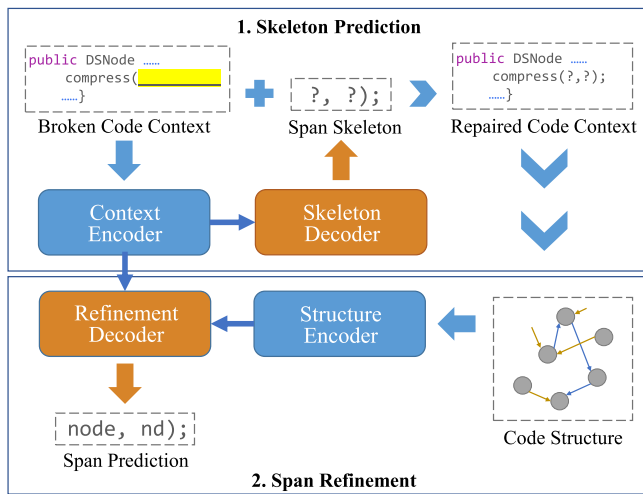 1. Skeleton Prediction
public DSNode ......
compress(
......}
Broken Code Context
?, ?);
Span Skeleton
public DSNode ......
compress(?,?);
......}
Repaired Code Context
Context
Encoder
Skeleton
Decoder
Refinement
Decoder
Structure
Encoder
node, nd);
Span Prediction
Code Structure
2. Span Refinement